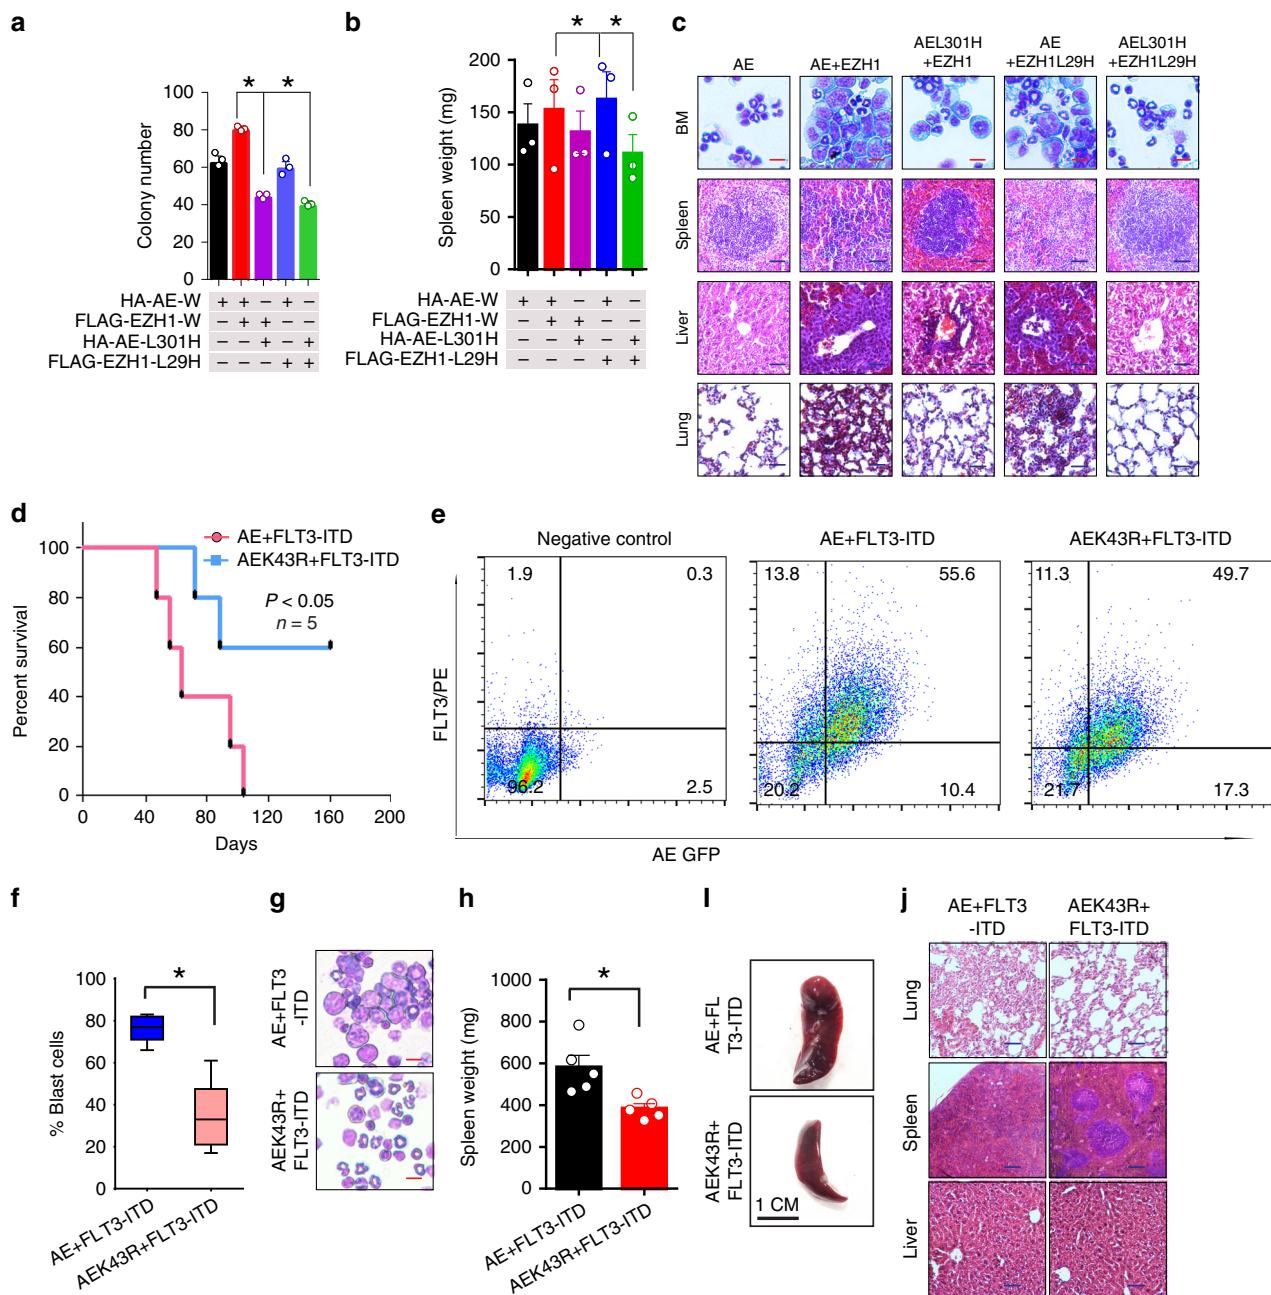 a
*
*
Colony number
100
80
60
40
20
0
HA-AE-W + + − + −
FLAG-EZH1-W − + + − −
HA-AE-L301H − − + − +
FLAG-EZH1-L29H − − − + +
b
*
*
Spleen weight (mg)
200
150
100
50
0
HA-AE-W + + − + −
FLAG-EZH1-W − + + − −
HA-AE-L301H − − + − +
FLAG-EZH1-L29H − − − + +
c
AE
AE+EZH1
AEL301H
+EZH1
AE
+EZH1L29H
AEL301H
+EZH1L29H
BM
Spleen
Liver
Lung
d
AE+FLT3-ITD
AEK43R+FLT3-ITD
P < 0.05
n = 5
Percent survival
100
80
60
40
20
0
0 40 80 120 160 200
Days
e
Negative control
1.9 0.3
96.2 2.5
AE+FLT3-ITD
13.8 55.6
20.2 10.4
AEK43R+FLT3-ITD
11.3 49.7
21.7 17.3
FLT3/PE
AE GFP
f
*
% Blast cells
100
80
60
40
20
0
AE+FLT3-ITD
AEK43R+FLT3-ITD
g
AE+FLT3
-ITD
AEK43R+
FLT3-ITD
h
*
Spleen weight (mg)
1000
800
600
400
200
0
AE+FLT3-ITD
AEK43R+FLT3-ITD
I
AE+FL
T3-ITD
AEK43R+
FLT3-ITD
1 CM
j
AE+FLT3
-ITD
AEK43R+
FLT3-ITD
Lung
Spleen
Liver